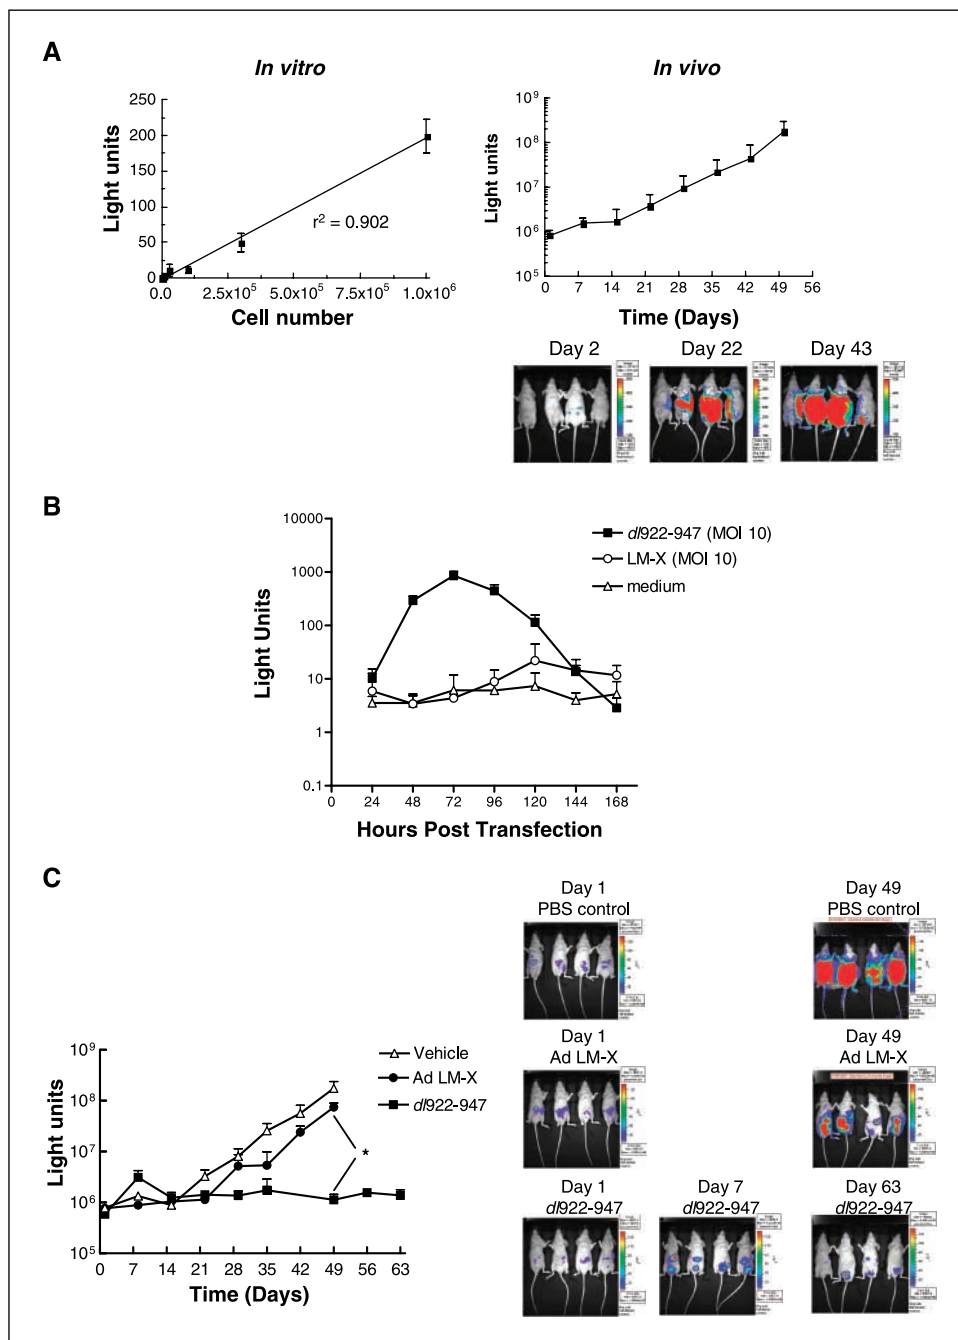 A
In vitro
In vivo
Light units
250
200
150
100
50
0
r² = 0.902
0.0 2.5x10⁵ 5.0x10⁵ 7.5x10⁵ 1.0x10⁶
Cell number
Light units
10⁹
10⁸
10⁷
10⁶
10⁵
0 7 14 21 28 35 42 49 56
Time (Days)
Day 2
Day 22
Day 43
B
Light Units
10000
1000
100
10
1
0.1
dl922-947 (MOI 10)
LM-X (MOI 10)
medium
0 24 48 72 96 120 144 168
Hours Post Transfection
C
Day 1
PBS control
Day 49
PBS control
Light units
10⁹
10⁸
10⁷
10⁶
10⁵
Vehicle
Ad LM-X
dl922-947
*
0 7 14 21 28 35 42 49 56 63
Time (Days)
Day 1
Ad LM-X
Day 49
Ad LM-X
Day 1
dl922-947
Day 7
dl922-947
Day 63
dl922-947